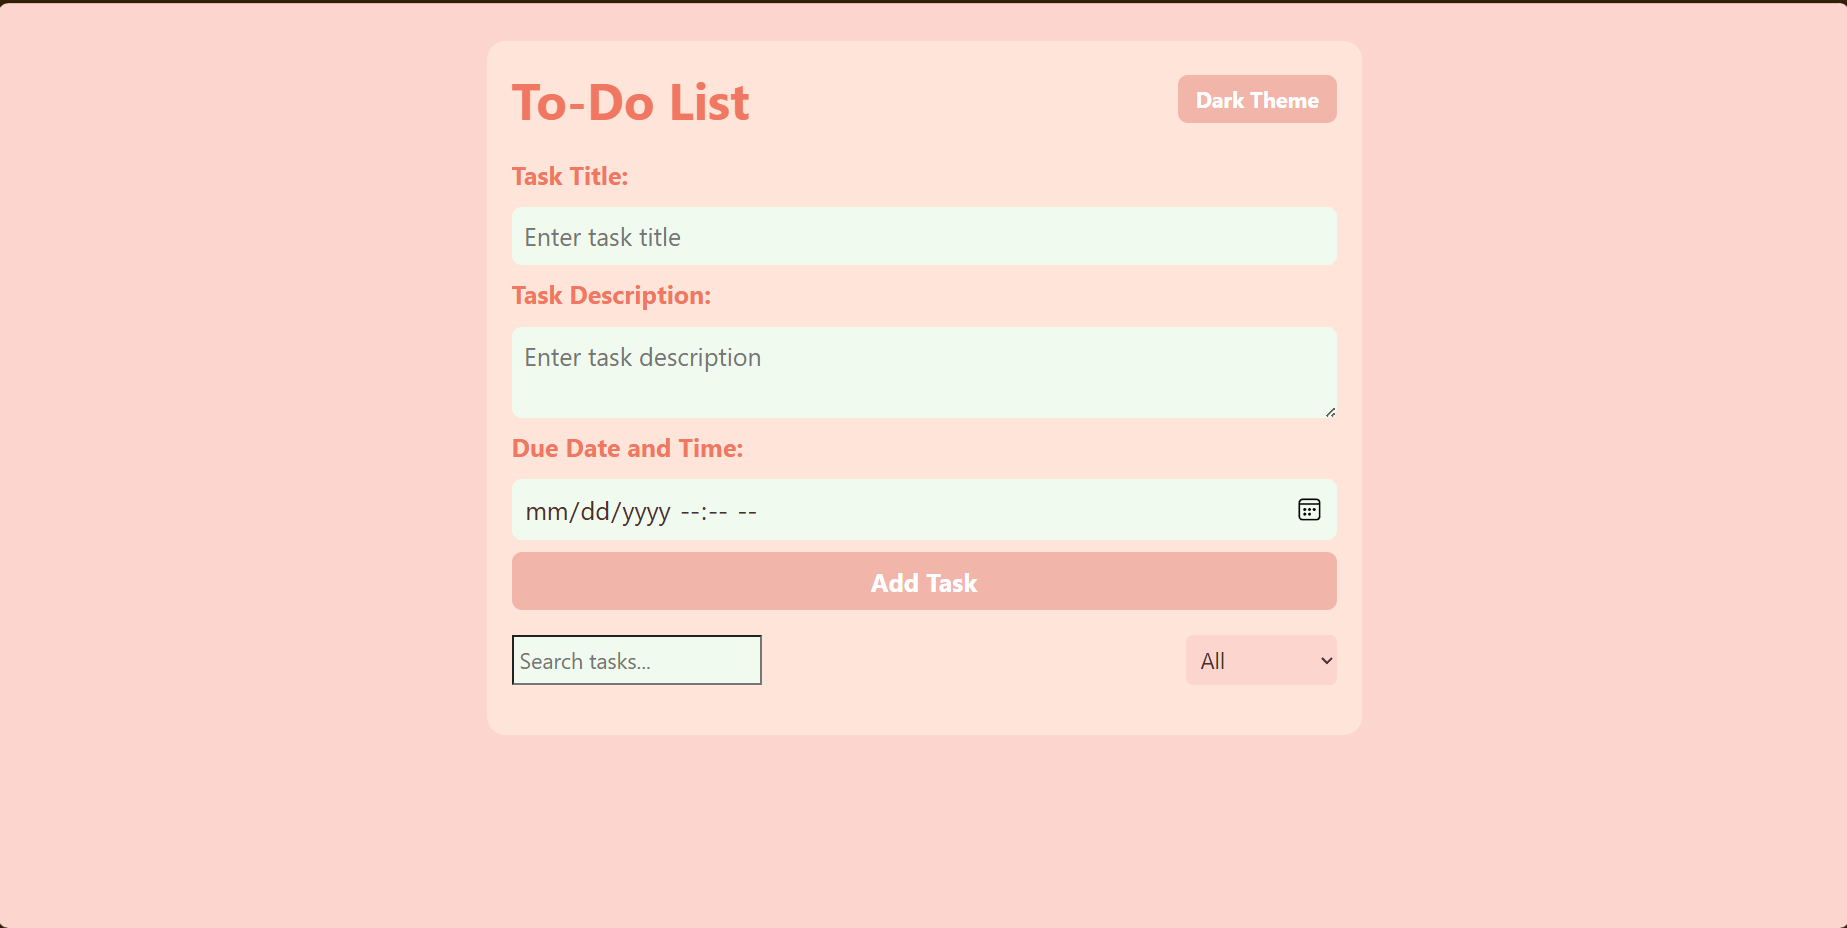 To-Do List
Dark Theme
Task Title:
Enter task title
Task Description:
Enter task description
Due Date and Time:
mm/dd/yyyy --:-- --
Add Task
Search tasks...
All